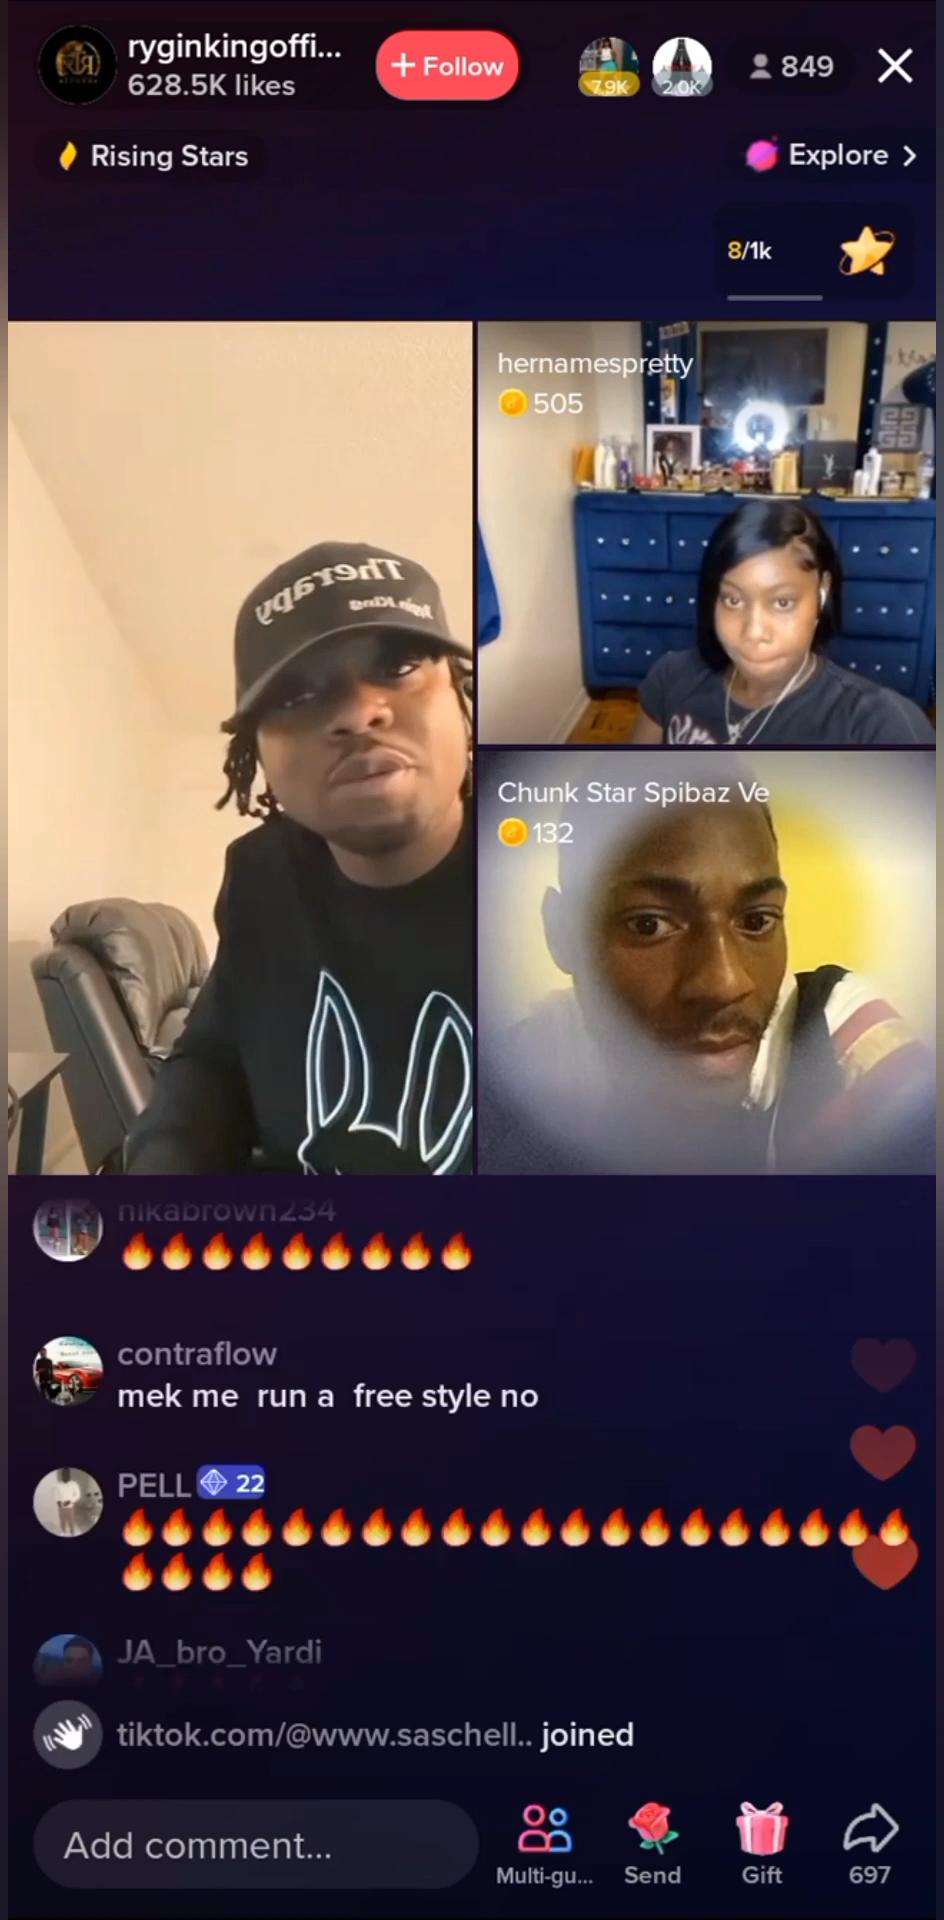 ryginkingoffi...
628.5K likes
+ Follow
7.9K
2.0K
849
Rising Stars
Explore >
8/1k
hernamespretty
505
Therapy
Rygin King
Chunk Star Spibaz Ve
132
nikabrown234
🔥🔥🔥🔥🔥🔥🔥🔥🔥
contraflow
mek me  run a  free style no
PELL 22
🔥🔥🔥🔥🔥🔥🔥🔥🔥🔥🔥🔥🔥🔥🔥🔥🔥🔥🔥🔥
🔥🔥🔥🔥
JA_bro_Yardi
tiktok.com/@www.saschell.. joined
Add comment...
Multi-gu...
Send
Gift
697